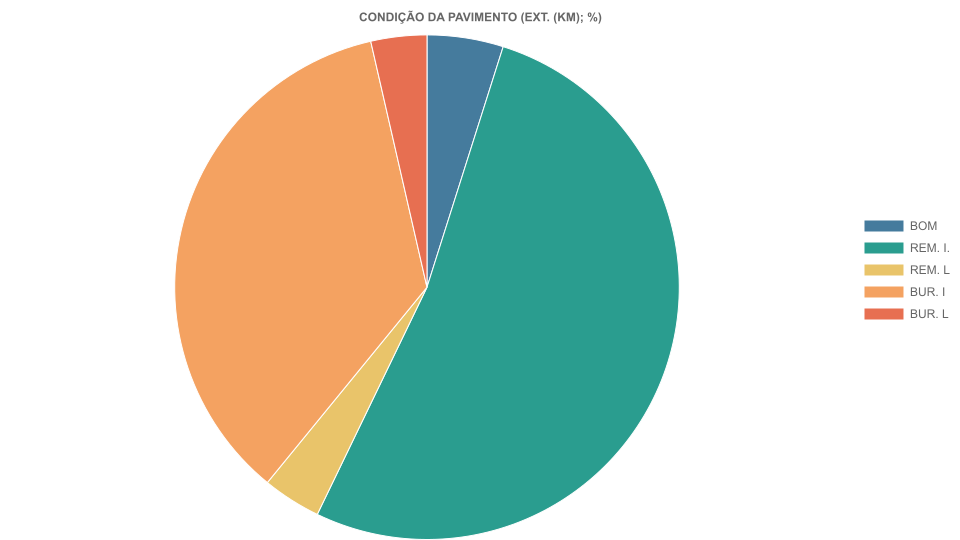 CONDIÇÃO DA PAVIMENTO (EXT. (KM); %)
BOM
REM. I.
REM. L
BUR. I
BUR. L